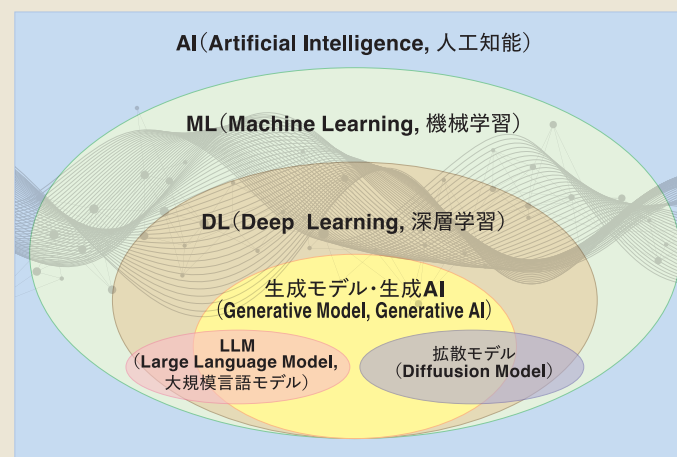 AI（Artificial Intelligence, 人工知能）
ML（Machine Learning, 機械学習）
DL（Deep Learning, 深層学習）
生成モデル・生成AI
（Generative Model, Generative AI）
LLM
（Large Language Model,
大規模言語モデル）
拡散モデル
（Diffuusion Model）